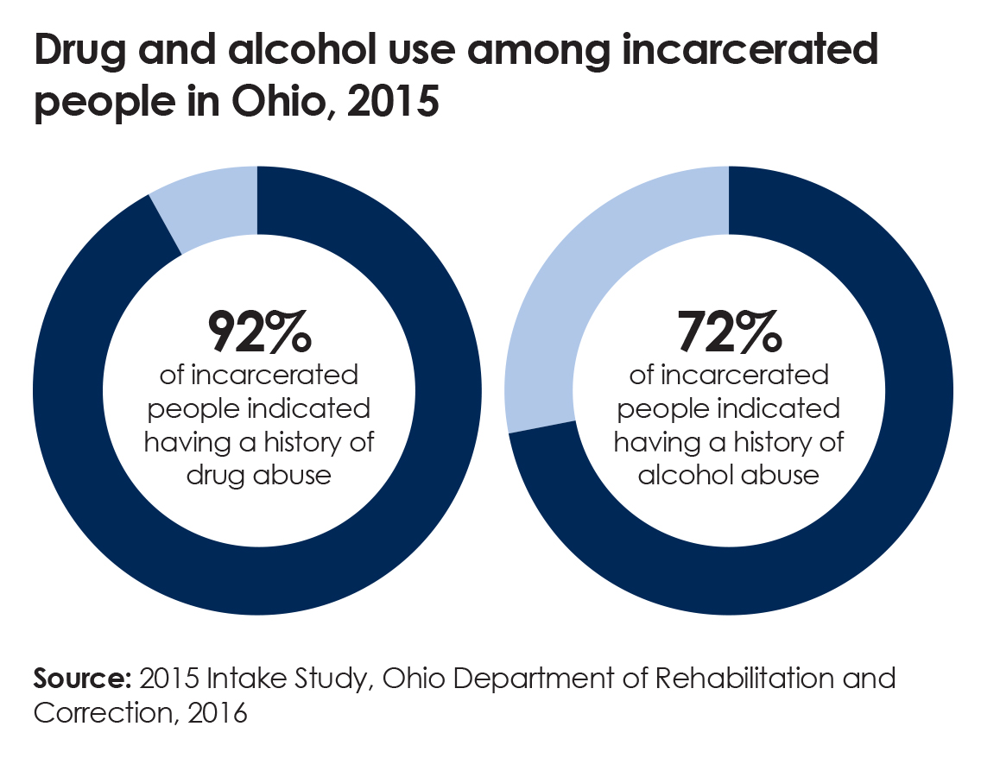 Drug and alcohol use among incarcerated
people in Ohio, 2015
92%
of incarcerated
people indicated
having a history of
drug abuse
72%
of incarcerated
people indicated
having a history of
alcohol abuse
Source: 2015 Intake Study, Ohio Department of Rehabilitation and
Correction, 2016